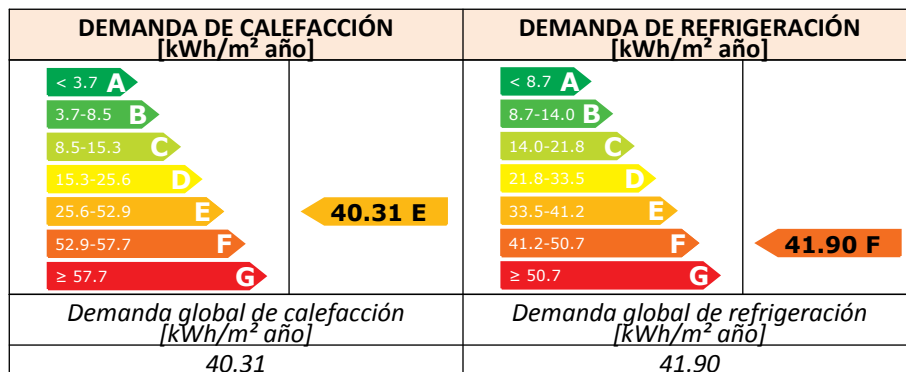 DEMANDA DE CALEFACCIÓN
[kWh/m² año]
< 3.7 A
3.7-8.5 B
8.5-15.3 C
15.3-25.6 D
25.6-52.9 E
52.9-57.7 F
≥ 57.7 G
40.31 E
Demanda global de calefacción
[kWh/m² año]
40.31
DEMANDA DE REFRIGERACIÓN
[kWh/m² año]
< 8.7 A
8.7-14.0 B
14.0-21.8 C
21.8-33.5 D
33.5-41.2 E
41.2-50.7 F
≥ 50.7 G
41.90 F
Demanda global de refrigeración
[kWh/m² año]
41.90